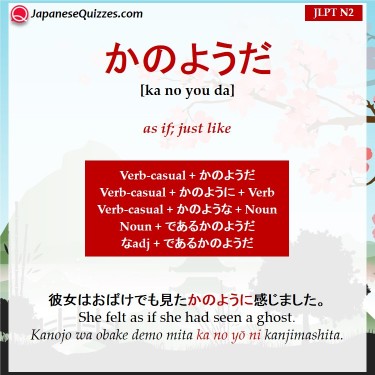 JapaneseQuizzes.com
JLPT N2
かのようだ
[ka no you da]
as if; just like
Verb-casual + かのようだ
Verb-casual + かのように + Verb
Verb-casual + かのような + Noun
Noun + であるかのようだ
なadj + であるかのようだ
彼女はおばけでも見たかのように感じました。
She felt as if she had seen a ghost.
Kanojo wa obake demo mita ka no yō ni kanjimashita.